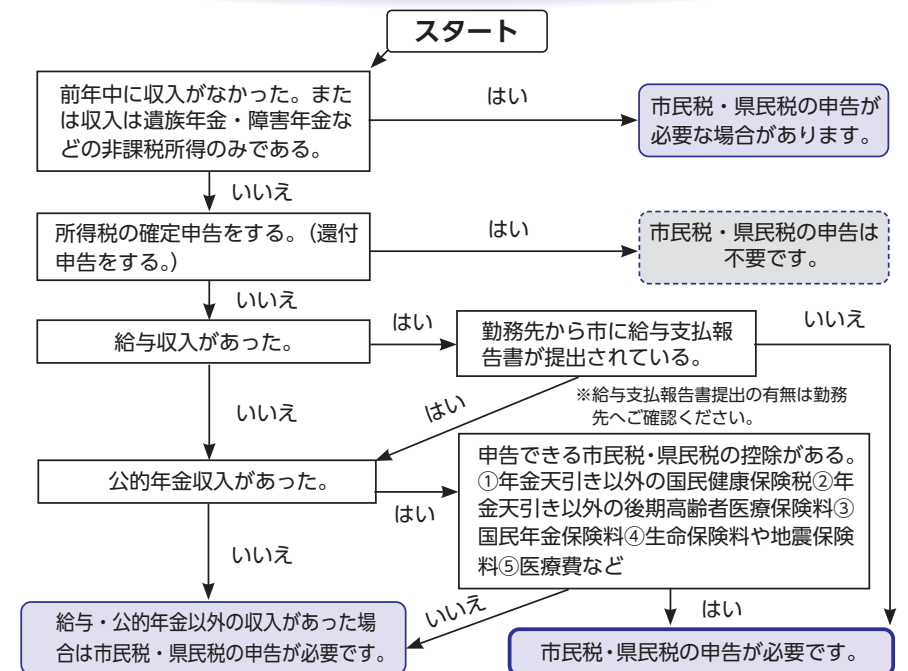 スタート
前年中に収入がなかった。また
は収入は遺族年金・障害年金な
どの非課税所得のみである。
はい
市民税・県民税の申告が
必要な場合があります。
いいえ
所得税の確定申告をする。（還付
申告をする。）
はい
市民税・県民税の申告は
不要です。
いいえ
給与収入があった。
はい
勤務先から市に給与支払報
告書が提出されている。
いいえ
※給与支払報告書提出の有無は勤務
先へご確認ください。
はい
いいえ
公的年金収入があった。
はい
申告できる市民税・県民税の控除がある。
①年金天引き以外の国民健康保険税②年
金天引き以外の後期高齢者医療保険料③
国民年金保険料④生命保険料や地震保険
料⑤医療費など
いいえ
いいえ
はい
給与・公的年金以外の収入があった場
合は市民税・県民税の申告が必要です。
市民税・県民税の申告が必要です。